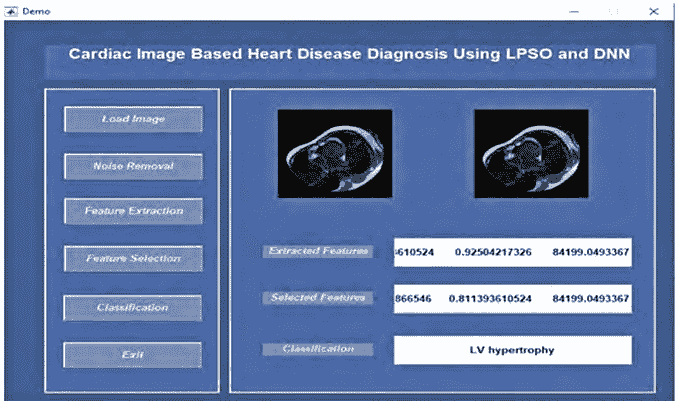 Demo
Cardiac Image Based Heart Disease Diagnosis Using LPSO and DNN
Load Image
Noise Removal
Feature Extraction
Feature Selection
Classification
Exit
Extracted Features
610524 0.92504217326 84199.0493367
Selected Features
866546 0.811393610524 84199.0493367
Classification
LV hypertrophy